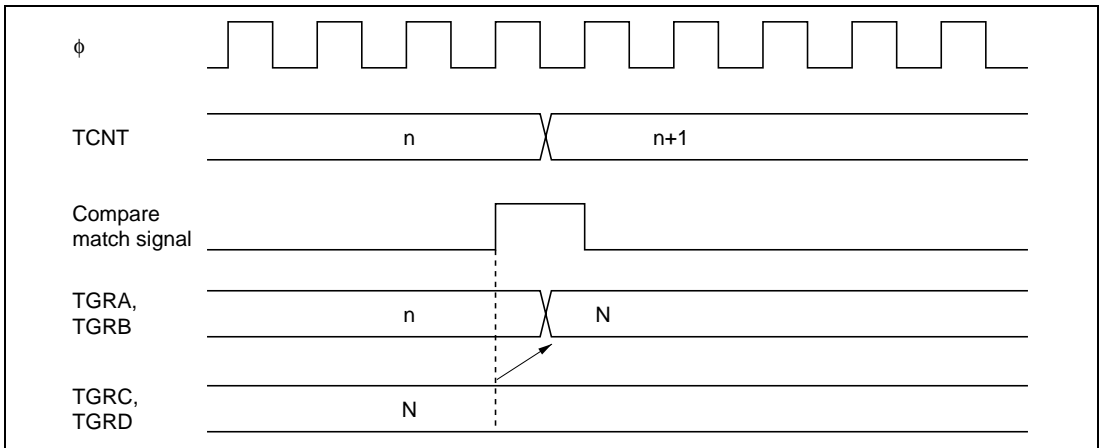 ϕ
TCNT
n
n+1
Compare
match signal
TGRA,
TGRB
n
N
TGRC,
TGRD
N